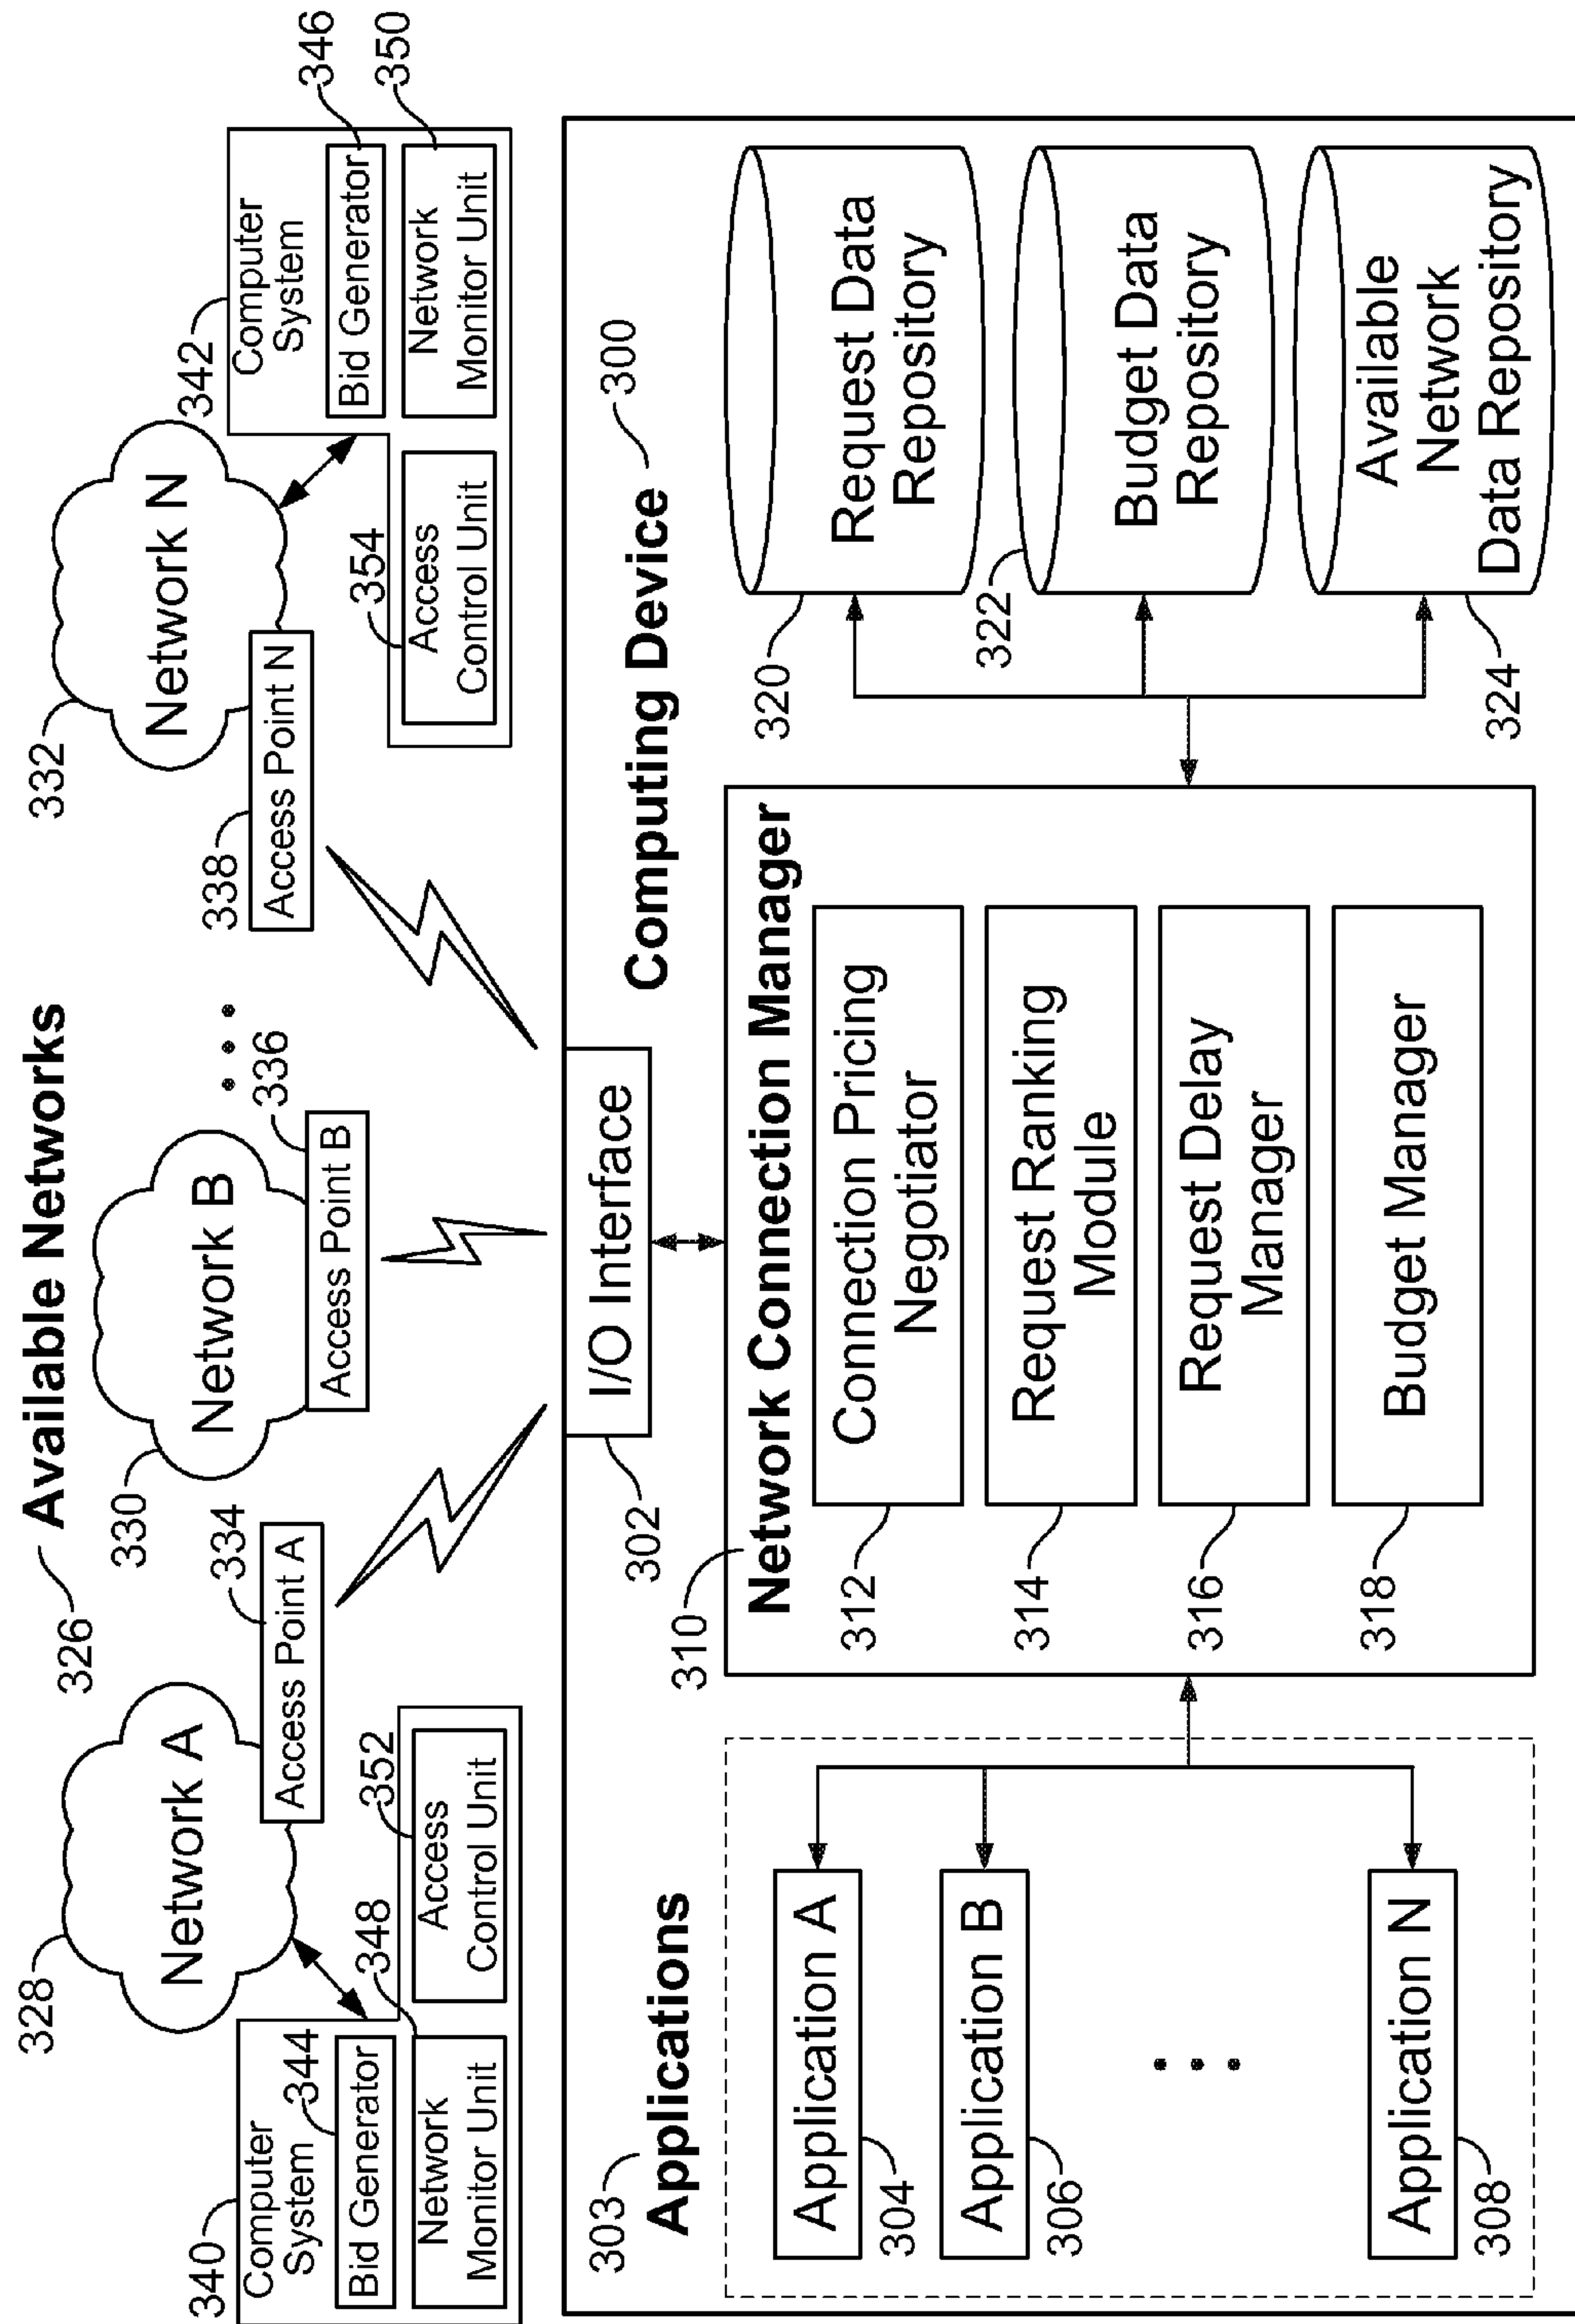 Available Networks
326
328
Network A
334
Access Point A
340
Computer
System
344
Bid Generator
Network
Monitor Unit
348
352
Access
Control Unit
330
Network B
336
Access Point B
• • •
332
Network N
338
Access Point N
342
Computer
System
346
Bid Generator
350
Network
Monitor Unit
354
Access
Control Unit
Computing Device
300
I/O Interface
302
303
Applications
Application A
304
Application B
306
• • •
Application N
308
310
Network Connection Manager
312
Connection Pricing
Negotiator
314
Request Ranking
Module
316
Request Delay
Manager
318
Budget Manager
320
Request Data
Repository
322
Budget Data
Repository
324
Available
Network
Data Repository